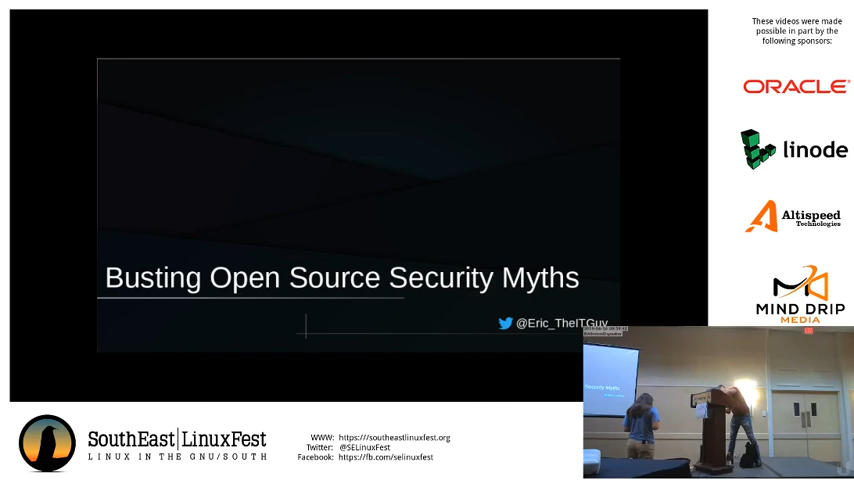 These videos were made
possible in part by the
following sponsors:
ORACLE
linode
Altispeed
Technologies
MIND DRIP
MEDIA
Busting Open Source Security Myths
@Eric_TheITGuy
Security Myths
SouthEast LinuxFest
LINUX IN THE GNU/SOUTH
WWW: https:///southeastlinuxfest.org
Twitter: @SELinuxFest
Facebook: https://fb.com/selinuxfest